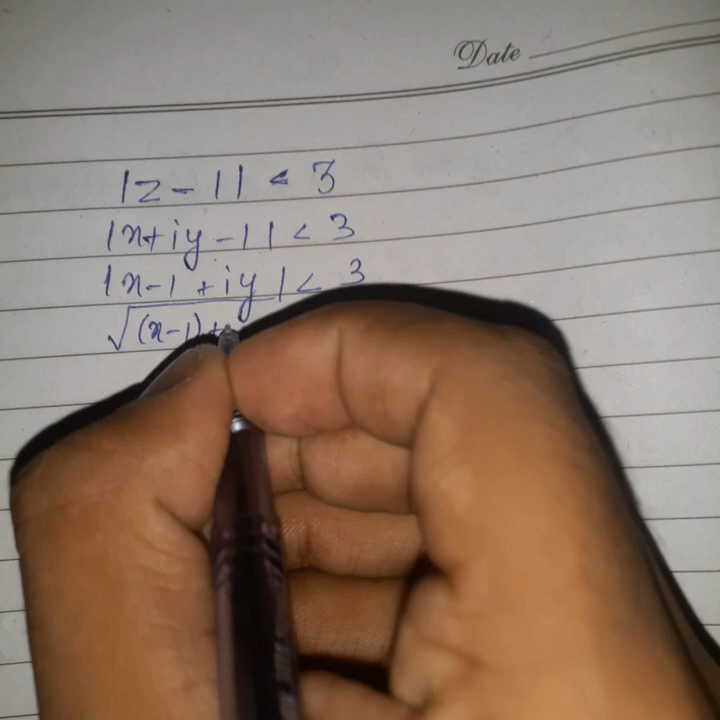 Date
|z - 1| < 3
|x+iy - 1| < 3
|x-1 + iy| < 3
√(x-1)+